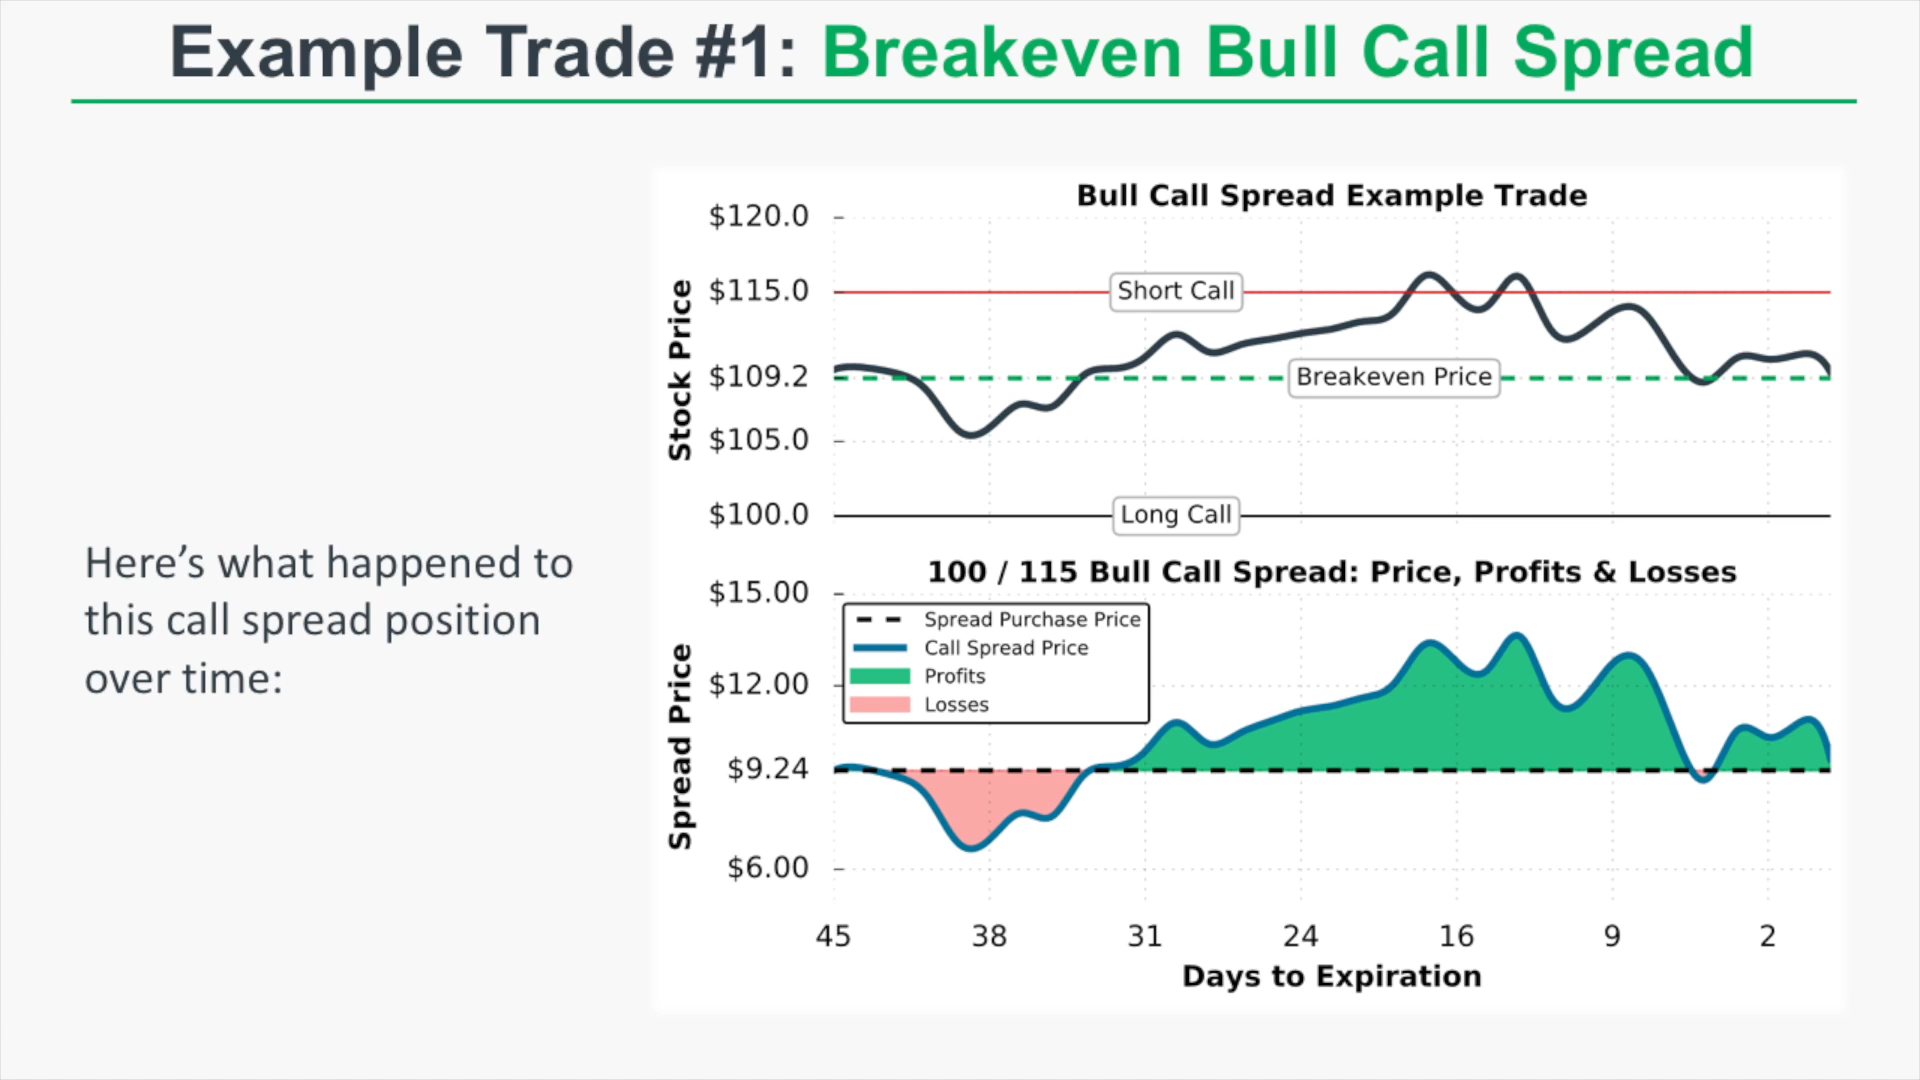 Example Trade #1: Breakeven Bull Call Spread
Here’s what happened to
this call spread position
over time:
Bull Call Spread Example Trade
Stock Price
$120.0
$115.0
$109.2
$105.0
$100.0
Short Call
Breakeven Price
Long Call
100 / 115 Bull Call Spread: Price, Profits & Losses
Spread Price
$15.00
$12.00
$9.24
$6.00
Spread Purchase Price
Call Spread Price
Profits
Losses
45 38 31 24 16 9 2
Days to Expiration